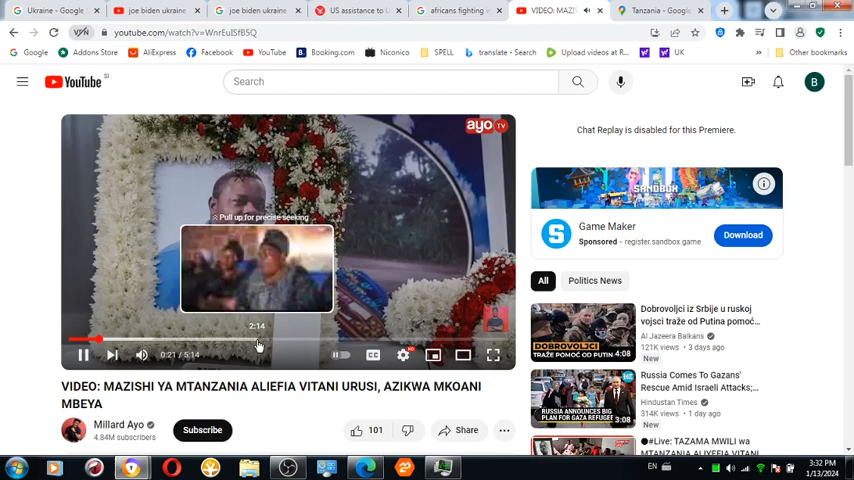 Ukraine - Google
joe biden ukraine
joe biden ukraine
US assistance to U
africans fighting
VIDEO: MAZIS
Tanzania - Google
VPN
youtube.com/watch?v=WnrEulSfB5Q
Google
Addons Store
AliExpress
Facebook
YouTube
Booking.com
Niconico
SPELL
translate - Search
Upload videos at R...
UK
Other bookmarks
YouTube SI
Search
B
ayo TV
Pull up for precise seeking
2:14
0:21 / 5:14
CC
HD
VIDEO: MAZISHI YA MTANZANIA ALIEFIA VITANI URUSI, AZIKWA MKOANI
MBEYA
Millard Ayo
4.84M subscribers
Subscribe
101
Share
Chat Replay is disabled for this Premiere.
SANDBOX
Game Maker
Sponsored · register.sandbox.game
Download
All
Politics News
DOBROVOLJCI
TRAŽE POMOĆ OD PUTINA
4:08
Dobrovoljci iz Srbije u ruskoj
vojsci traže od Putina pomoć...
Al Jazeera Balkans
121K views • 3 days ago
New
RUSSIA ANNOUNCES BIG
PLAN FOR GAZA REFUGEE
3:08
Russia Comes To Gazans'
Rescue Amid Israeli Attacks;...
Hindustan Times
314K views • 1 day ago
New
#Live: TAZAMA MWILI wa
MTANZANIA ALIYEFIA VITANI
EN
3:32 PM
1/13/2024